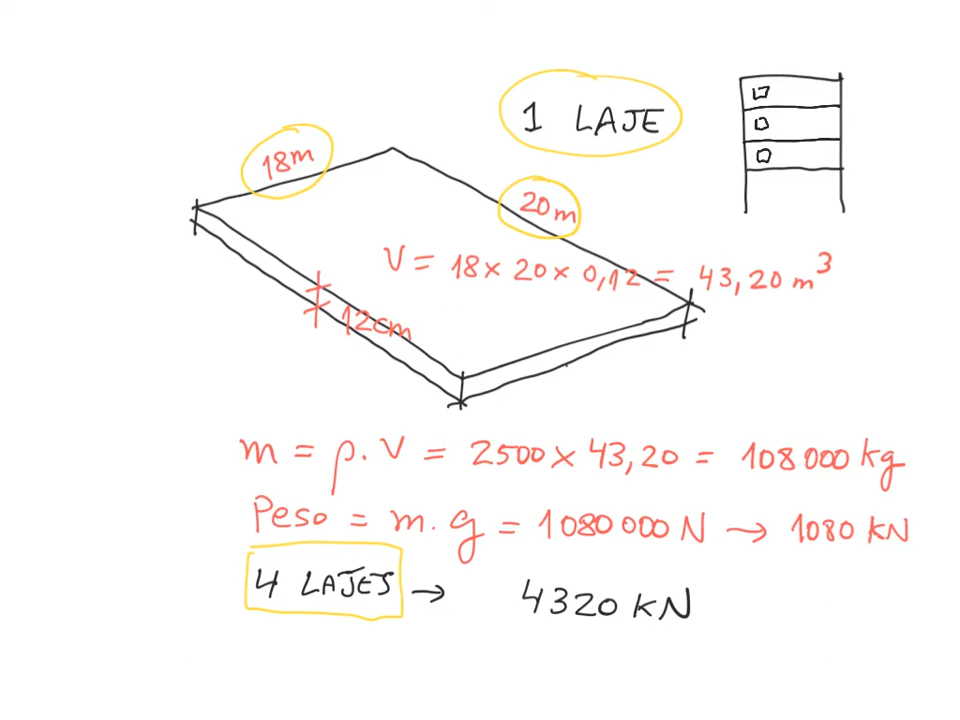 1 LAJE
18m
20m
V = 18 × 20 × 0,12 = 43,20 m³
12cm
m = ρ. V = 2500 × 43,20 = 108 000 kg
Peso = m. g = 1080 000 N → 1080 KN
4 LAJES → 4320 KN